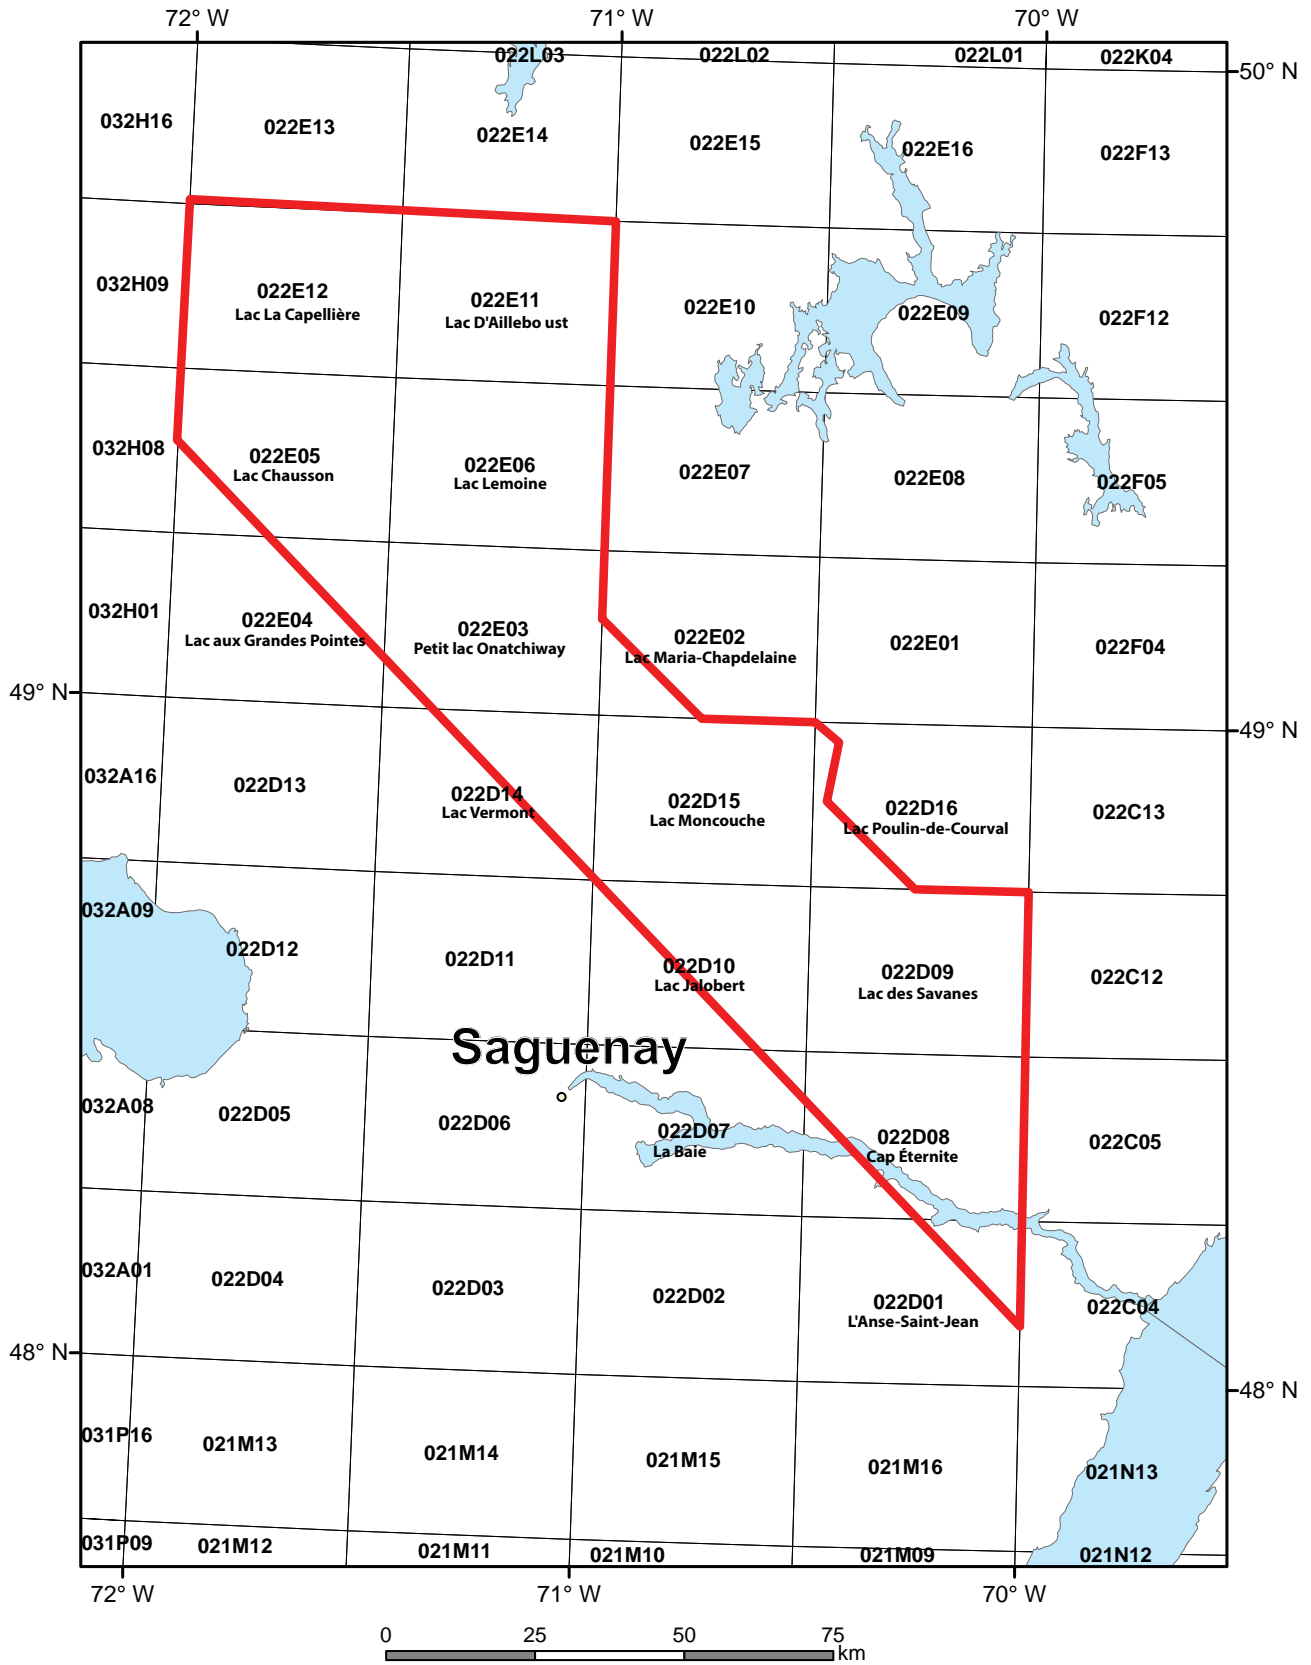 72° W 71° W 70° W
022L03 022L02 022L01 022K04
50° N
032H16 022E13 022E14 022E15 022E16 022F13
032H09 022E12 022E11 022E10 022E09 022F12
Lac La Capellière Lac D'Aillebo ust
032H08 022E05 022E06 022E07 022E08 022F05
Lac Chausson Lac Lemoine
032H01 022E04 022E03 022E02 022E01 022F04
Lac aux Grandes Pointes Petit lac Onatchiway Lac Maria-Chapdelaine
49° N
49° N
032A16 022D13 022D14 022D15 022D16 022C13
Lac Vermont Lac Moncouche Lac Poulin-de-Courval
032A09 022D12 022D11 022D10 022D09 022C12
Lac Jalobert Lac des Savanes
Saguenay
032A08 022D05 022D06 022D07 022D08 022C05
La Baie Cap Éternite
032A01 022D04 022D03 022D02 022D01 022C04
L'Anse-Saint-Jean
48° N
48° N
031P16 021M13 021M14 021M15 021M16 021N13
031P09 021M12 021M11 021M10 021M09 021N12
72° W 71° W 70° W
0 25 50 75
km